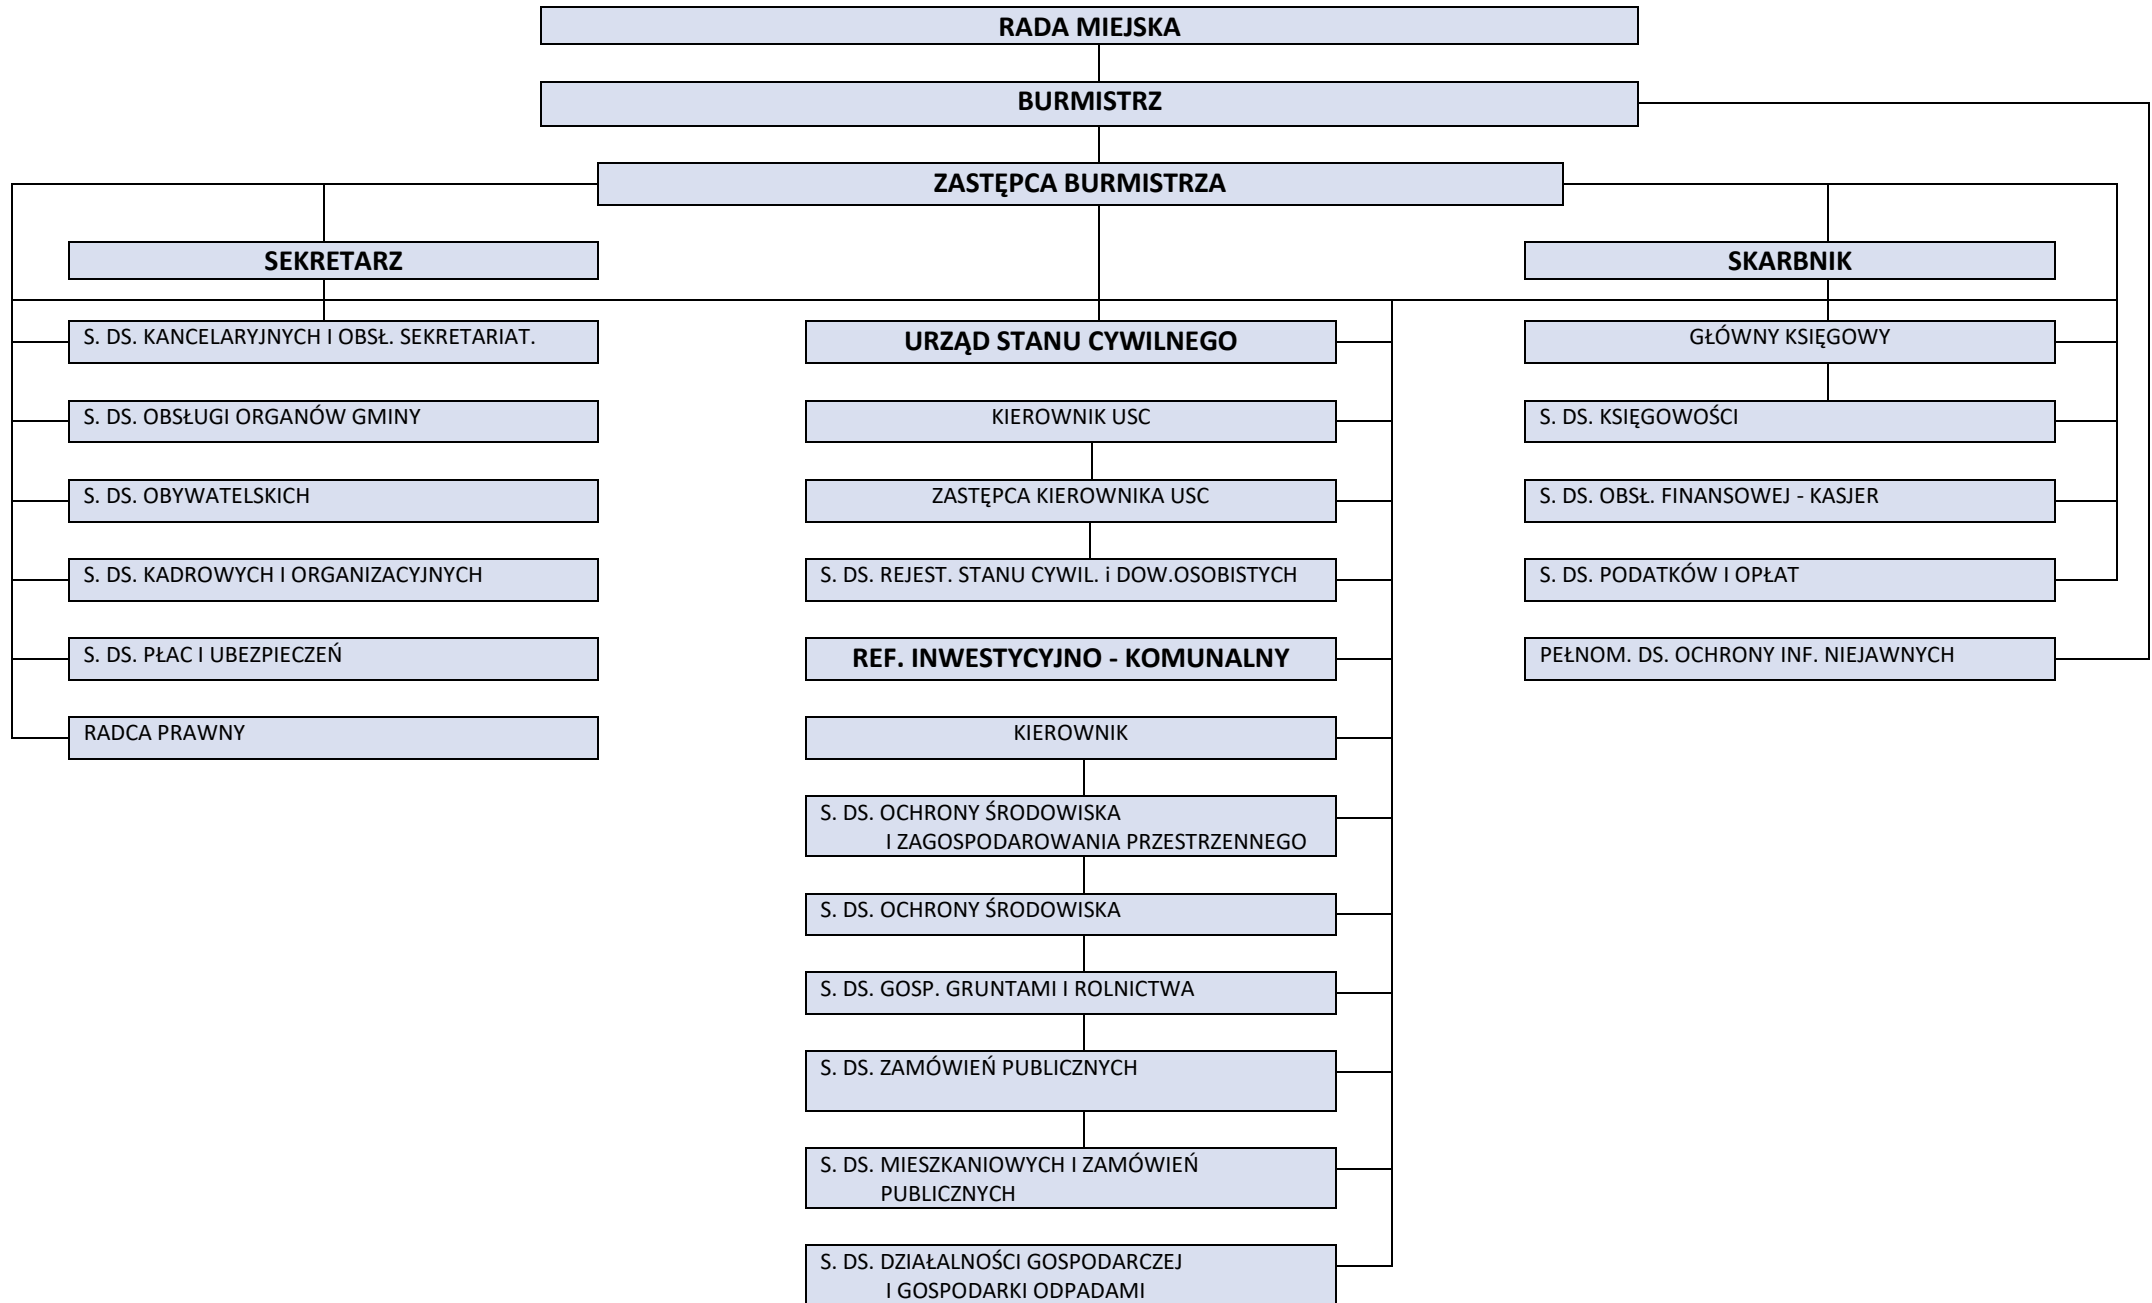 RADA MIEJSKA
BURMISTRZ
ZASTĘPCA BURMISTRZA
SEKRETARZ
SKARBNIK
S. DS. KANCELARYJNYCH I OBSŁ. SEKRETARIAT.
URZĄD STANU CYWILNEGO
GŁÓWNY KSIĘGOWY
S. DS. OBSŁUGI ORGANÓW GMINY
KIEROWNIK USC
S. DS. KSIĘGOWOŚCI
S. DS. OBYWATELSKICH
ZASTĘPCA KIEROWNIKA USC
S. DS. OBSŁ. FINANSOWEJ - KASJER
S. DS. KADROWYCH I ORGANIZACYJNYCH
S. DS. REJEST. STANU CYWIL. i DOW.OSOBISTYCH
S. DS. PODATKÓW I OPŁAT
S. DS. PŁAC I UBEZPIECZEŃ
REF. INWESTYCYJNO - KOMUNALNY
PEŁNOM. DS. OCHRONY INF. NIEJAWNYCH
RADCA PRAWNY
KIEROWNIK
S. DS. OCHRONY ŚRODOWISKA
I ZAGOSPODAROWANIA PRZESTRZENNEGO
S. DS. OCHRONY ŚRODOWISKA
S. DS. GOSP. GRUNTAMI I ROLNICTWA
S. DS. ZAMÓWIEŃ PUBLICZNYCH
S. DS. MIESZKANIOWYCH I ZAMÓWIEŃ
PUBLICZNYCH
S. DS. DZIAŁALNOŚCI GOSPODARCZEJ
I GOSPODARKI ODPADAMI